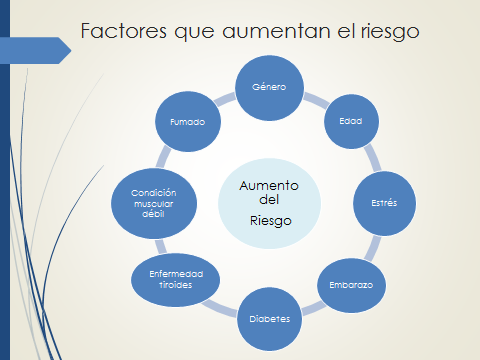 Factores que aumentan el riesgo
Género
Edad
Estrés
Embarazo
Diabetes
Enfermedad
tiroides
Condición
muscular
débil
Fumado
Aumento
del
Riesgo